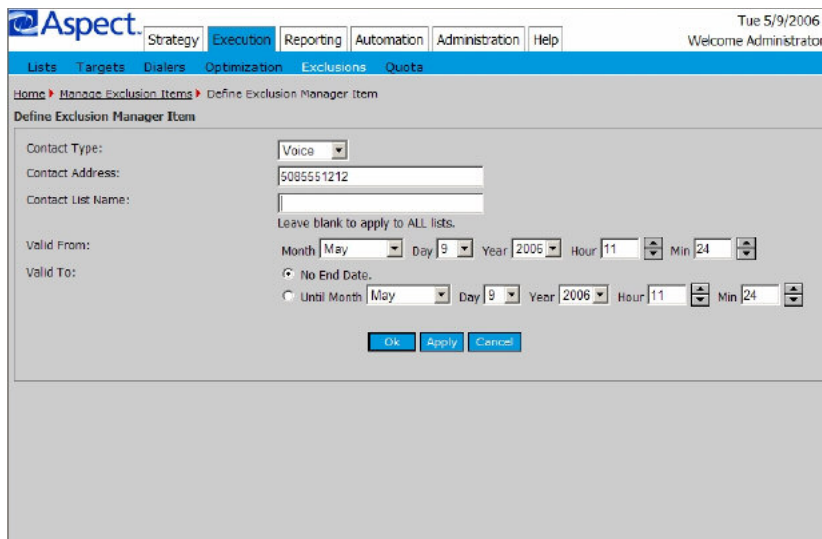 Aspect.
Tue 5/9/2006
Strategy Execution Reporting Automation Administration Help
Welcome Administrator
Lists Targets Dialers Optimization Exclusions Quota
Home Manage Exclusion Items Define Exclusion Manager Item
Define Exclusion Manager Item
Contact Type: Voice
Contact Address: 5085551212
Contact List Name:
Leave blank to apply to ALL lists.
Valid From: Month May Day 9 Year 2006 Hour 11 Min 24
Valid To: No End Date.
Until Month May Day 9 Year 2006 Hour 11 Min 24
Ok Apply Cancel